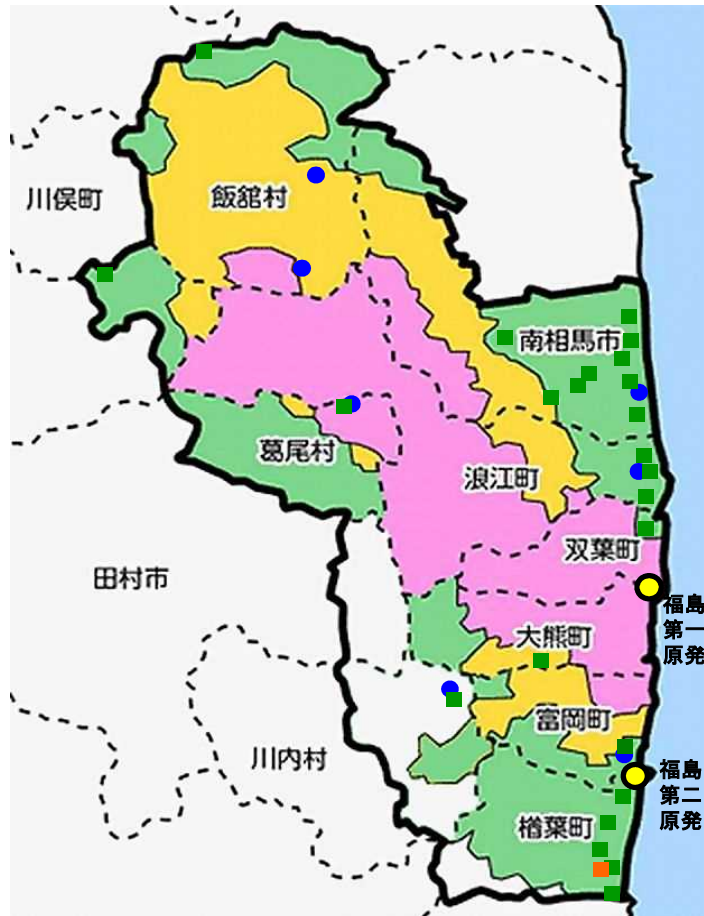 川俣町
飯舘村
南相馬市
葛尾村
浪江町
双葉町
田村市
福島
第一
原発
大熊町
富岡町
川内村
福島
第二
原発
楢葉町